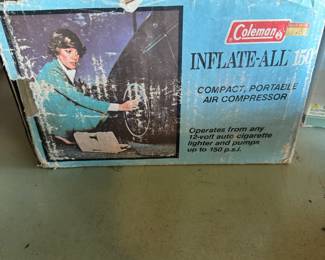 Coleman
INFLATE-ALL 150
COMPACT, PORTABLE
AIR COMPRESSOR
Operates from any
12-volt auto cigarette
lighter and pumps
up to 150 p.s.i.